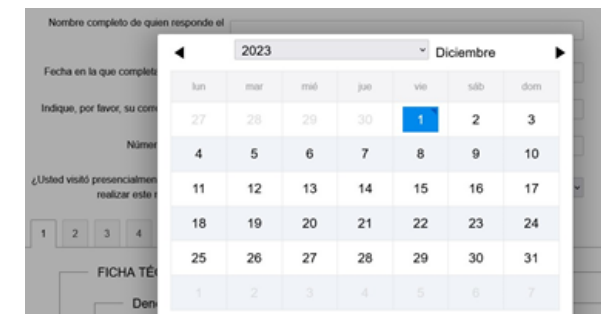 Nombre completo de quien responde el
2023 Diciembre
Fecha en la que completa
lun mar mié jue vie sáb dom
Indique, por favor, su com
27 28 29 30 1 2 3
Númer
4 5 6 7 8 9 10
¿Usted visitó presencialmen
realizar este r
11 12 13 14 15 16 17
1 2 3 4
18 19 20 21 22 23 24
FICHA TÉ
25 26 27 28 29 30 31
Den
1 2 3 4 5 6 7